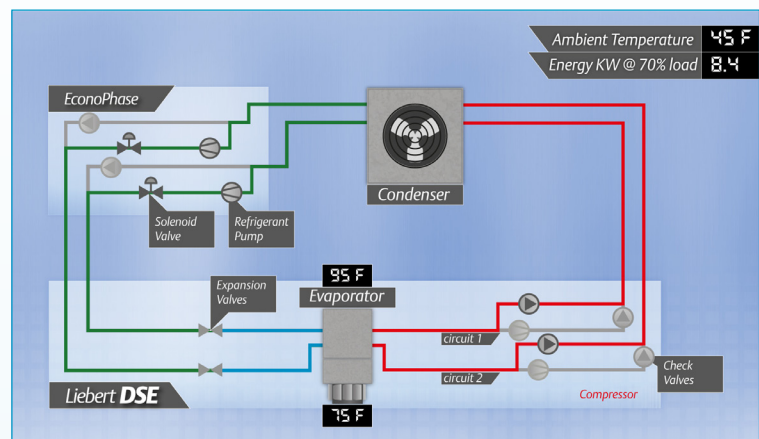 Ambient Temperature 45 F
Energy KW @ 70% load 8.4
EconoPhase
Condenser
Solenoid
Valve
Refrigerant
Pump
95 F
Evaporator
Expansion
Valves
circuit 1
circuit 2
Check
Valves
Compressor
Liebert DSE
75 F